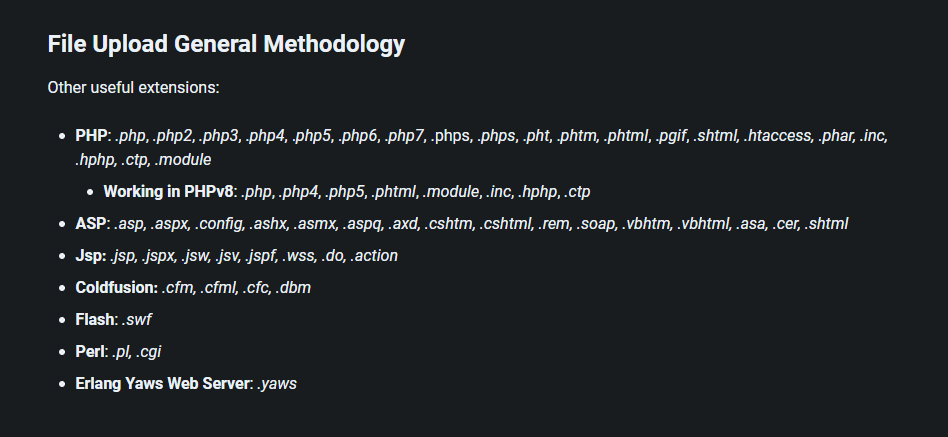 File Upload General Methodology
Other useful extensions:
PHP: .php, .php2, .php3, .php4, .php5, .php6, .php7, .phps, .phps, .pht, .phtm, .phtml, .pgif, .shtml, .htaccess, .phar, .inc,
.hphp, .ctp, .module
Working in PHPv8: .php, .php4, .php5, .phtml, .module, .inc, .hphp, .ctp
ASP: .asp, .aspx, .config, .ashx, .asmx, .aspq, .axd, .cshtm, .cshtml, .rem, .soap, .vbhtm, .vbhtml, .asa, .cer, .shtml
Jsp: .jsp, .jspx, .jsw, .jsv, .jspf, .wss, .do, .action
Coldfusion: .cfm, .cfml, .cfc, .dbm
Flash: .swf
Perl: .pl, .cgi
Erlang Yaws Web Server: .yaws